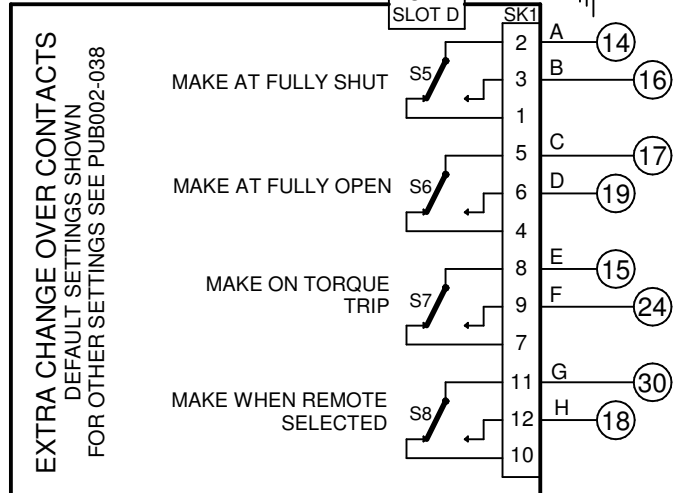 SLOT D
SK1
EXTRA CHANGE OVER CONTACTS
DEFAULT SETTINGS SHOWN
FOR OTHER SETTINGS SEE PUB002-038
MAKE AT FULLY SHUT
S5
2 A 14
3 B 16
1
MAKE AT FULLY OPEN
S6
5 C 17
6 D 19
4
MAKE ON TORQUE
TRIP
S7
8 E 15
9 F 24
7
MAKE WHEN REMOTE
SELECTED
S8
11 G 30
12 H 18
10